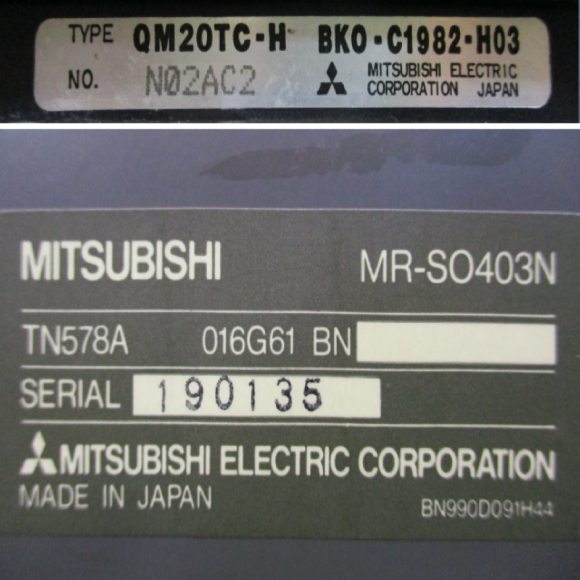 TYPE QM20TC-H BKO-C1982-H03
NO. N02AC2 MITSUBISHI ELECTRIC
CORPORATION JAPAN
MITSUBISHI MR-SO403N
TN578A 016G61 BN
SERIAL 190135
MITSUBISHI ELECTRIC CORPORATION
MADE IN JAPAN BN990D091H44